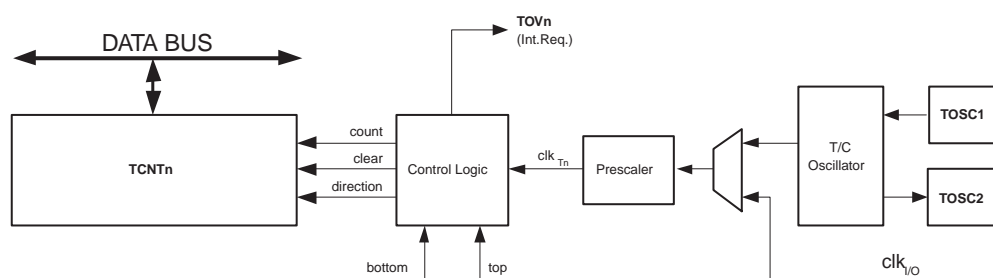 TOVn
(Int.Req.)
DATA BUS
TCNTn
count
clear
direction
Control Logic
clk Tn
Prescaler
T/C
Oscillator
TOSC1
TOSC2
bottom
top
clk I/O